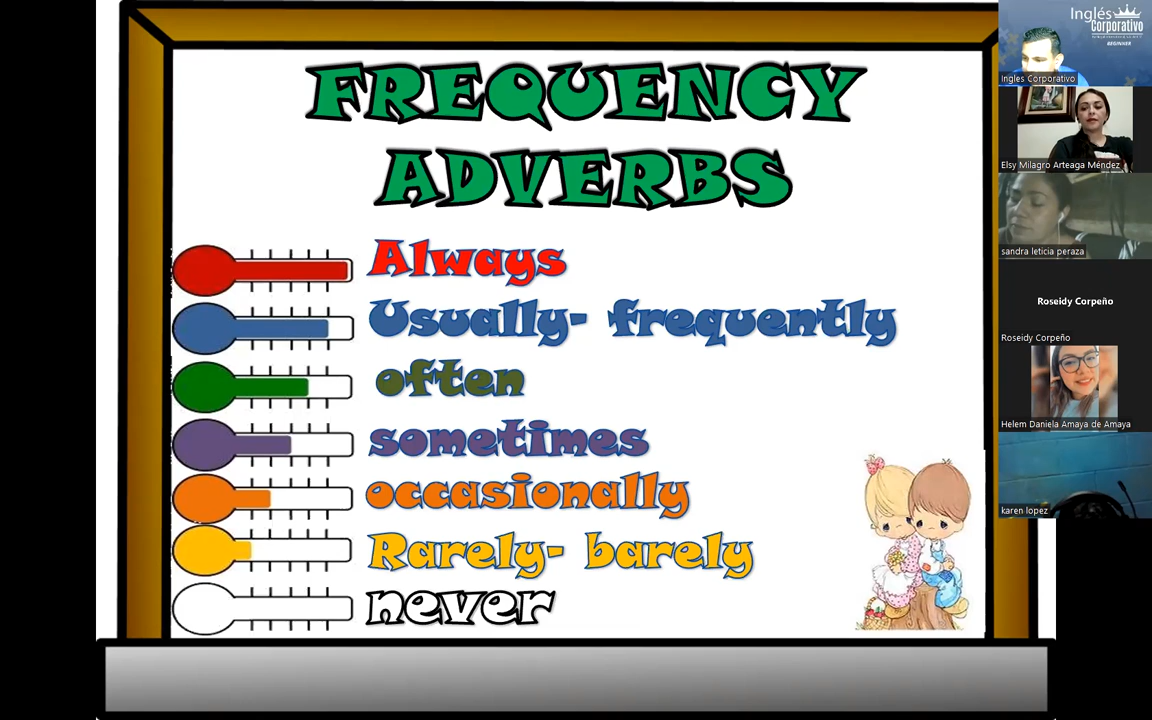 FREQUENCY
ADVERBS
Always
Usually- frequently
often
sometimes
occasionally
Rarely- barely
never
Inglés
Corporativo
BEGINNER
Ingles Corporativo
Elsy Milagro Arteaga Méndez
sandra leticia peraza
Roseidy Corpeño
Roseidy Corpeño
Helem Daniela Amaya de Amaya
karen lopez